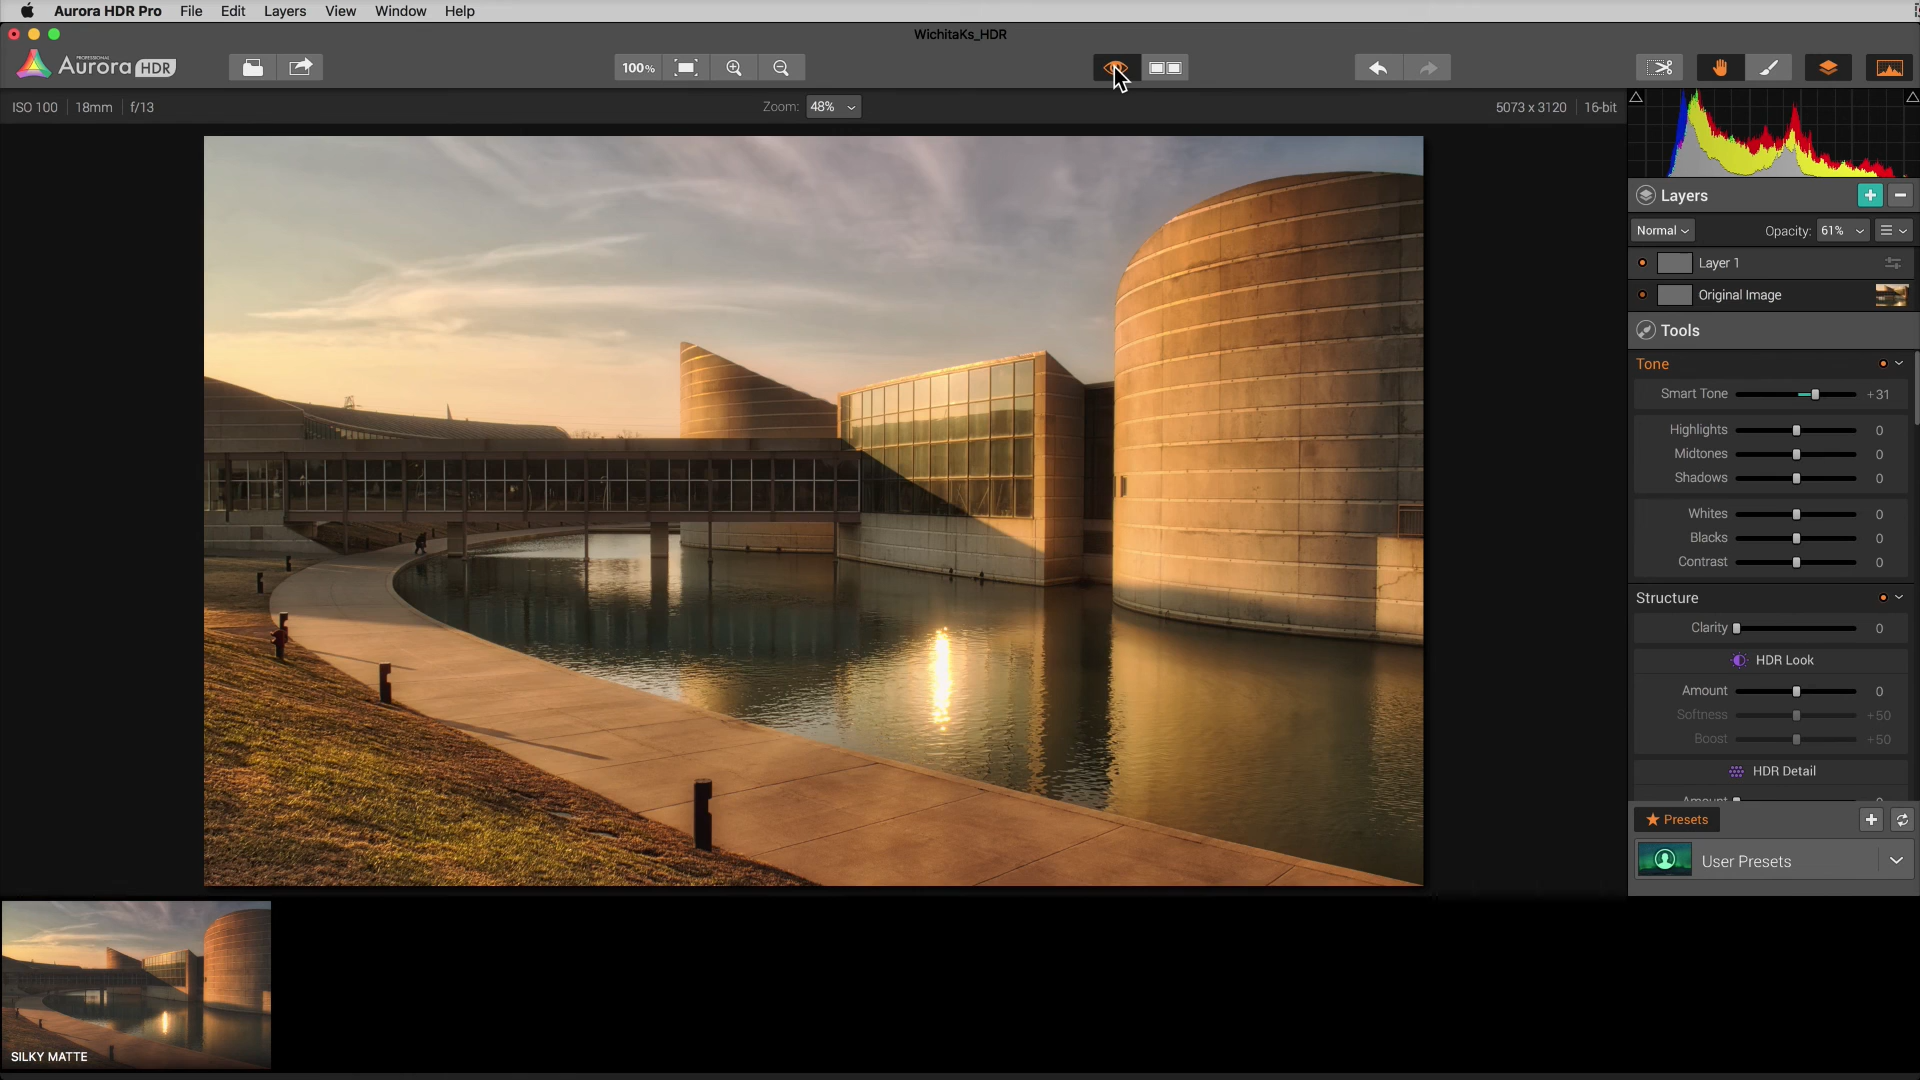 Aurora HDR Pro File Edit Layers View Window Help
WichitaKs_HDR
PROFESSIONAL
Aurora HDR
100%
ISO 100 18mm f/13
Zoom: 48%
5073 x 3120 16-bit
Layers
Normal Opacity: 61%
Layer 1
Original Image
Tools
Tone
Smart Tone +31
Highlights 0
Midtones 0
Shadows 0
Whites 0
Blacks 0
Contrast 0
Structure
Clarity 0
HDR Look
Amount 0
Softness +50
Boost +50
HDR Detail
Amount 0
Presets
User Presets
SILKY MATTE